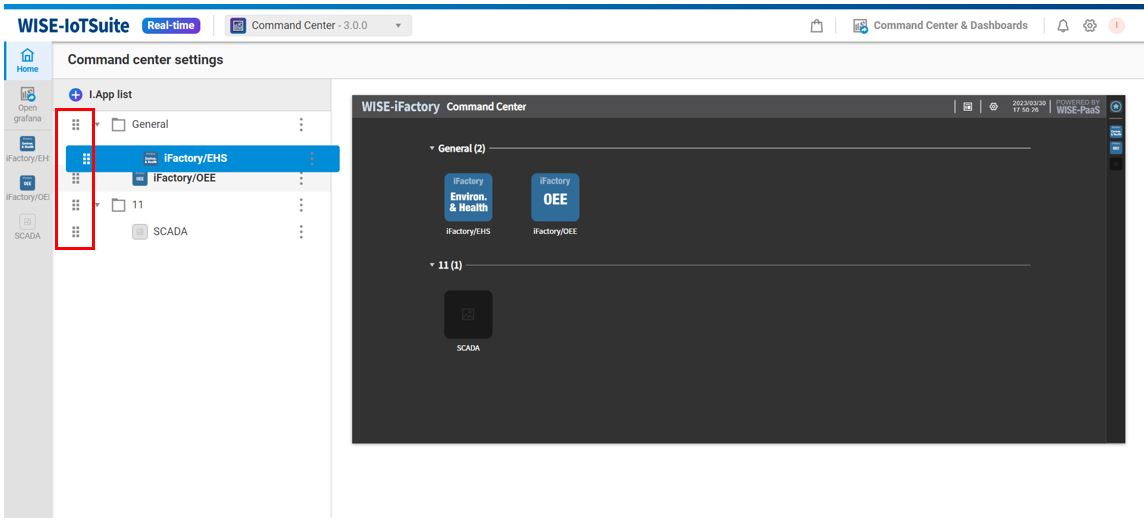 WISE-IoTSuite Real-time Command Center - 3.0.0 Command Center & Dashboards I
Home
Command center settings
Open
grafana
iFactory/EH
iFactory/OEI
SCADA
I.App list
General
iFactory/EHS
OEE iFactory/OEE
11
SCADA
WISE-iFactory Command Center 2023/03/30 17 50 26 POWERED BY WISE-PaaS
General (2)
iFactory
Environ.
& Health
iFactory/EHS
iFactory
OEE
iFactory/OEE
11 (1)
SCADA